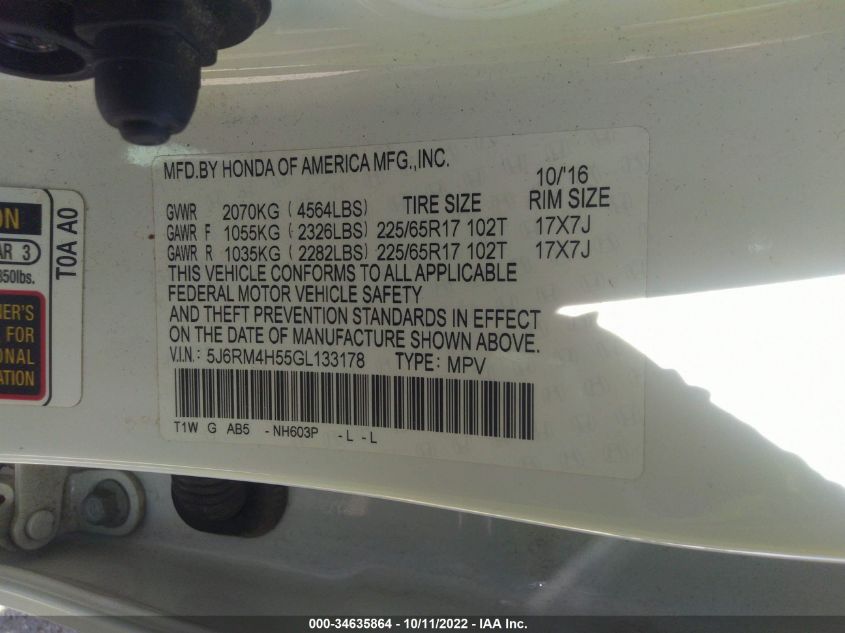 MFD.BY HONDA OF AMERICA MFG.,INC.
10/'16
GVWR 2070KG (4564LBS) TIRE SIZE RIM SIZE
GAWR F 1055KG (2326LBS) 225/65R17 102T 17X7J
GAWR R 1035KG (2282LBS) 225/65R17 102T 17X7J
THIS VEHICLE CONFORMS TO ALL APPLICABLE
FEDERAL MOTOR VEHICLE SAFETY
AND THEFT PREVENTION STANDARDS IN EFFECT
ON THE DATE OF MANUFACTURE SHOWN ABOVE.
V.I.N.: 5J6RM4H55GL133178 TYPE: MPV
T1W G AB5 -NH603P -L -L
ON
AR 3
850lbs.
NER'S
FOR
ONAL
ATION
T0A A0
000-34635864 - 10/11/2022 - IAA Inc.